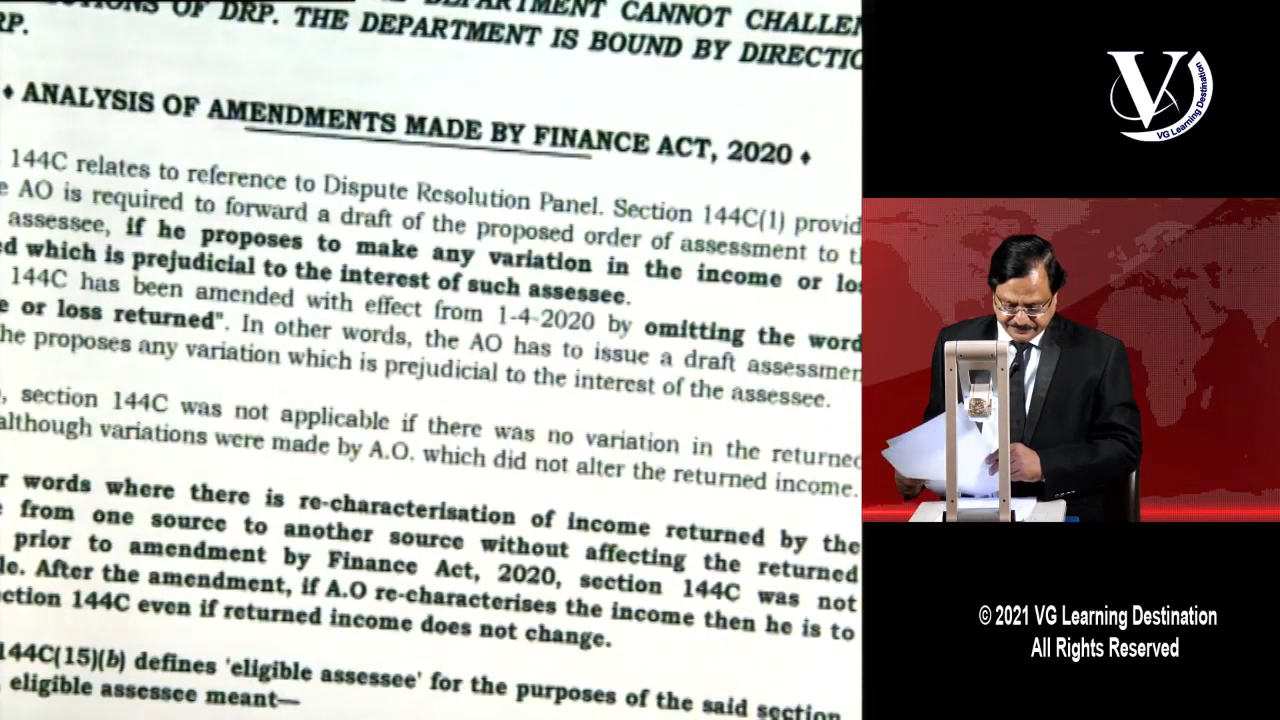 OF DRP. THE DEPARTMENT CANNOT CHALLEN
RP. THE DEPARTMENT IS BOUND BY DIRECTIO
♦ ANALYSIS OF AMENDMENTS MADE BY FINANCE ACT, 2020 ♦
144C relates to reference to Dispute Resolution Panel. Section 144C(1) provid
e AO is required to forward a draft of the proposed order of assessment to th
assessee, if he proposes to make any variation in the income or los
ed which is prejudicial to the interest of such assessee.
144C has been amended with effect from 1-4-2020 by omitting the word
e or loss returned". In other words, the AO has to issue a draft assessmen
he proposes any variation which is prejudicial to the interest of the assessee.
, section 144C was not applicable if there was no variation in the returned
although variations were made by A.O. which did not alter the returned income.
r words where there is re-characterisation of income returned by the
e from one source to another source without affecting the returned
prior to amendment by Finance Act, 2020, section 144C was not
le. After the amendment, if A.O re-characterises the income then he is to
ction 144C even if returned income does not change.
144C(15)(b) defines 'eligible assessee' for the purposes of the said section
eligible assessee meant—
V
VG Learning Destination
© 2021 VG Learning Destination
All Rights Reserved